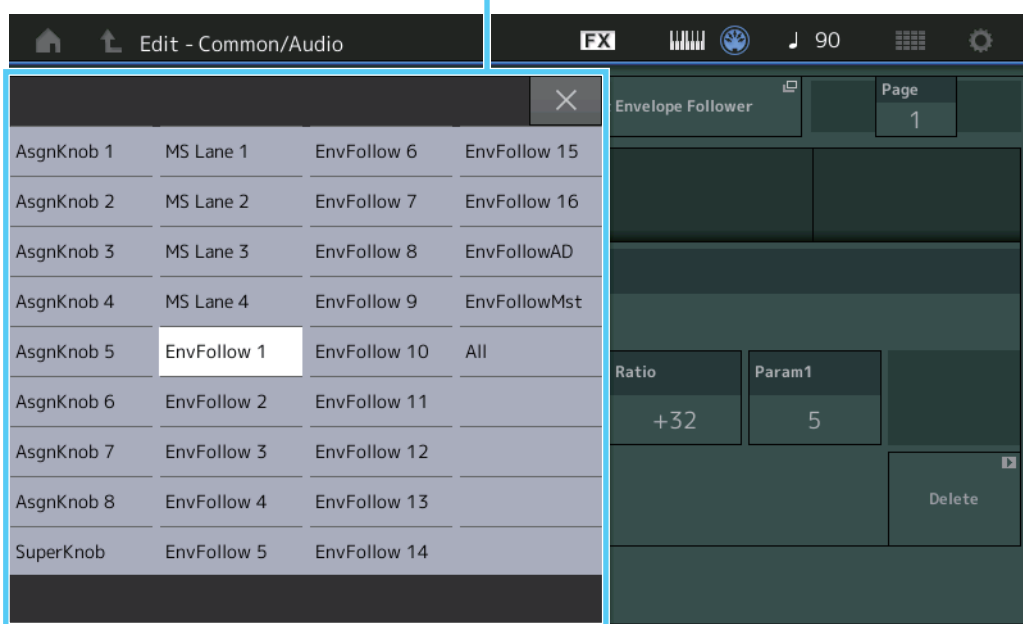 Edit - Common/Audio FX 90
Envelope Follower Page
1
AsgnKnob 1 MS Lane 1 EnvFollow 6 EnvFollow 15
AsgnKnob 2 MS Lane 2 EnvFollow 7 EnvFollow 16
AsgnKnob 3 MS Lane 3 EnvFollow 8 EnvFollowAD
AsgnKnob 4 MS Lane 4 EnvFollow 9 EnvFollowMst
AsgnKnob 5 EnvFollow 1 EnvFollow 10 All
AsgnKnob 6 EnvFollow 2 EnvFollow 11
AsgnKnob 7 EnvFollow 3 EnvFollow 12
AsgnKnob 8 EnvFollow 4 EnvFollow 13
SuperKnob EnvFollow 5 EnvFollow 14
Ratio Param1
+32 5
Delete